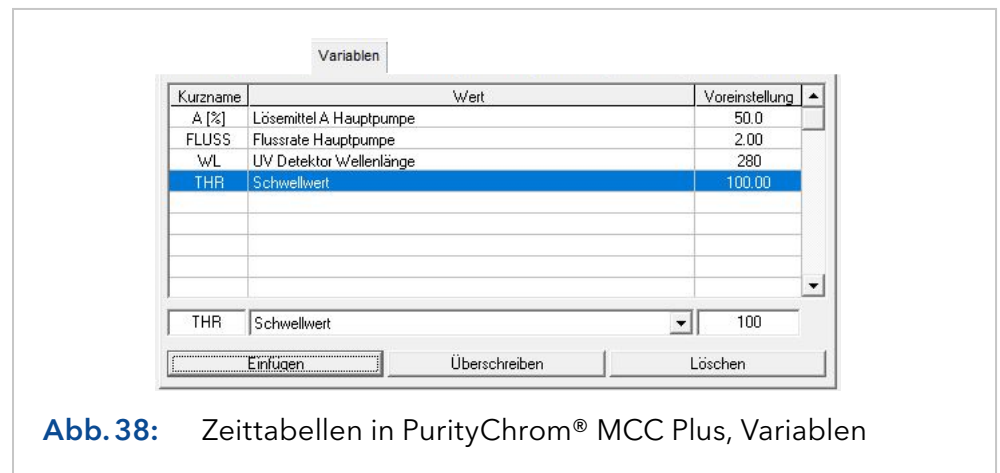 Variablen
Kurzname Wert Voreinstellung
A [%] Lösemittel A Hauptpumpe 50.0
FLUSS Flussrate Hauptpumpe 2.00
WL UV Detektor Wellenlänge 280
THR Schwellwert 100.00
THR Schwellwert 100
Einfügen Überschreiben Löschen
Abb. 38: Zeittabellen in PurityChrom® MCC Plus, Variablen